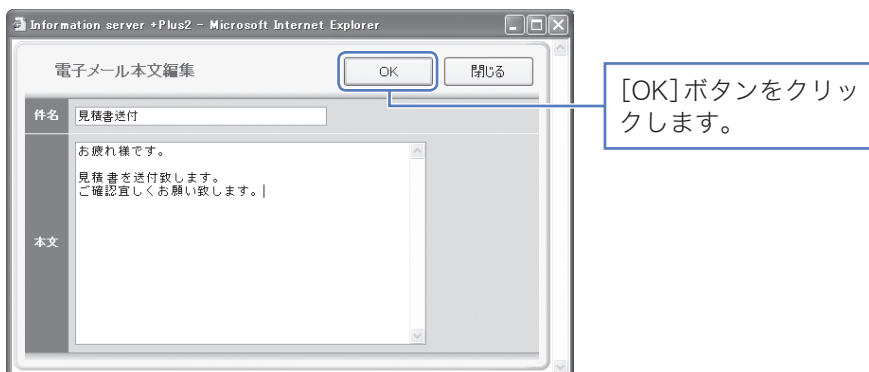 Information server +Plus2 - Microsoft Internet Explorer
電子メール本文編集
OK
閉じる
件名
見積書送付
本文
お疲れ様です。
見積書を送付致します。
ご確認宜しくお願い致します。
[OK]ボタンをクリッ
クします。